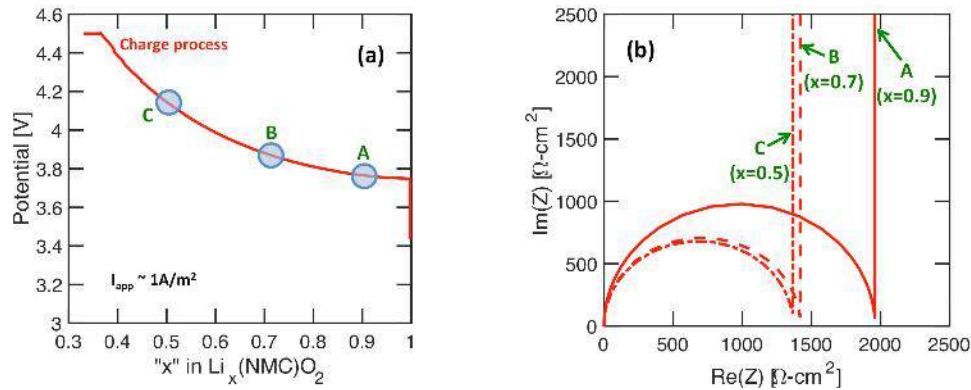 4.6
4.4
4.2
4
3.8
3.6
3.4
3.2
3
Potential [V]
Charge process
(a)
C
B
A
I_app ~ 1A/m²
0.3 0.4 0.5 0.6 0.7 0.8 0.9 1
"x" in Li_x(NMC)O_2
2500
2000
1500
1000
500
0
Im(Z) [Ω-cm²]
(b)
B
(x=0.7)
A
(x=0.9)
C
(x=0.5)
0 500 1000 1500 2000 2500
Re(Z) [Ω-cm²]